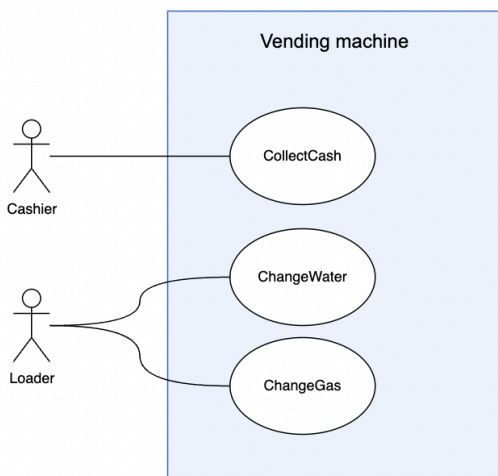 Vending machine
CollectCash
Cashier
ChangeWater
Loader
ChangeGas